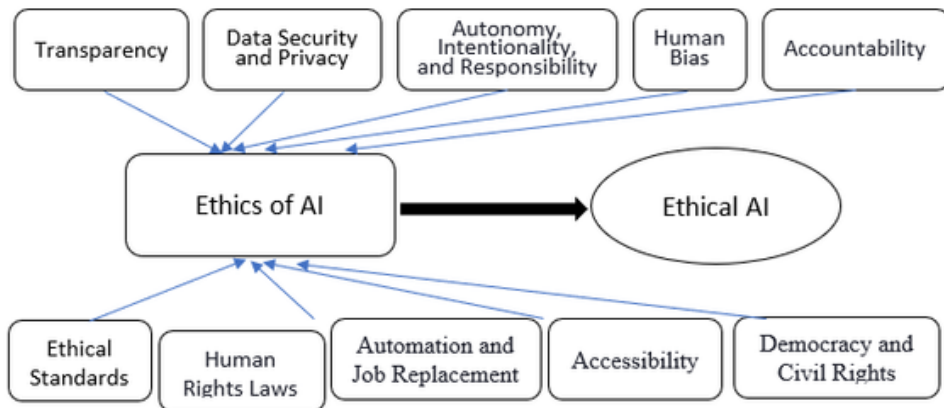 Transparency
Data Security
and Privacy
Autonomy,
Intentionality,
and Responsibility
Human
Bias
Accountability
Ethics of AI
Ethical AI
Ethical
Standards
Human
Rights Laws
Automation and
Job Replacement
Accessibility
Democracy and
Civil Rights